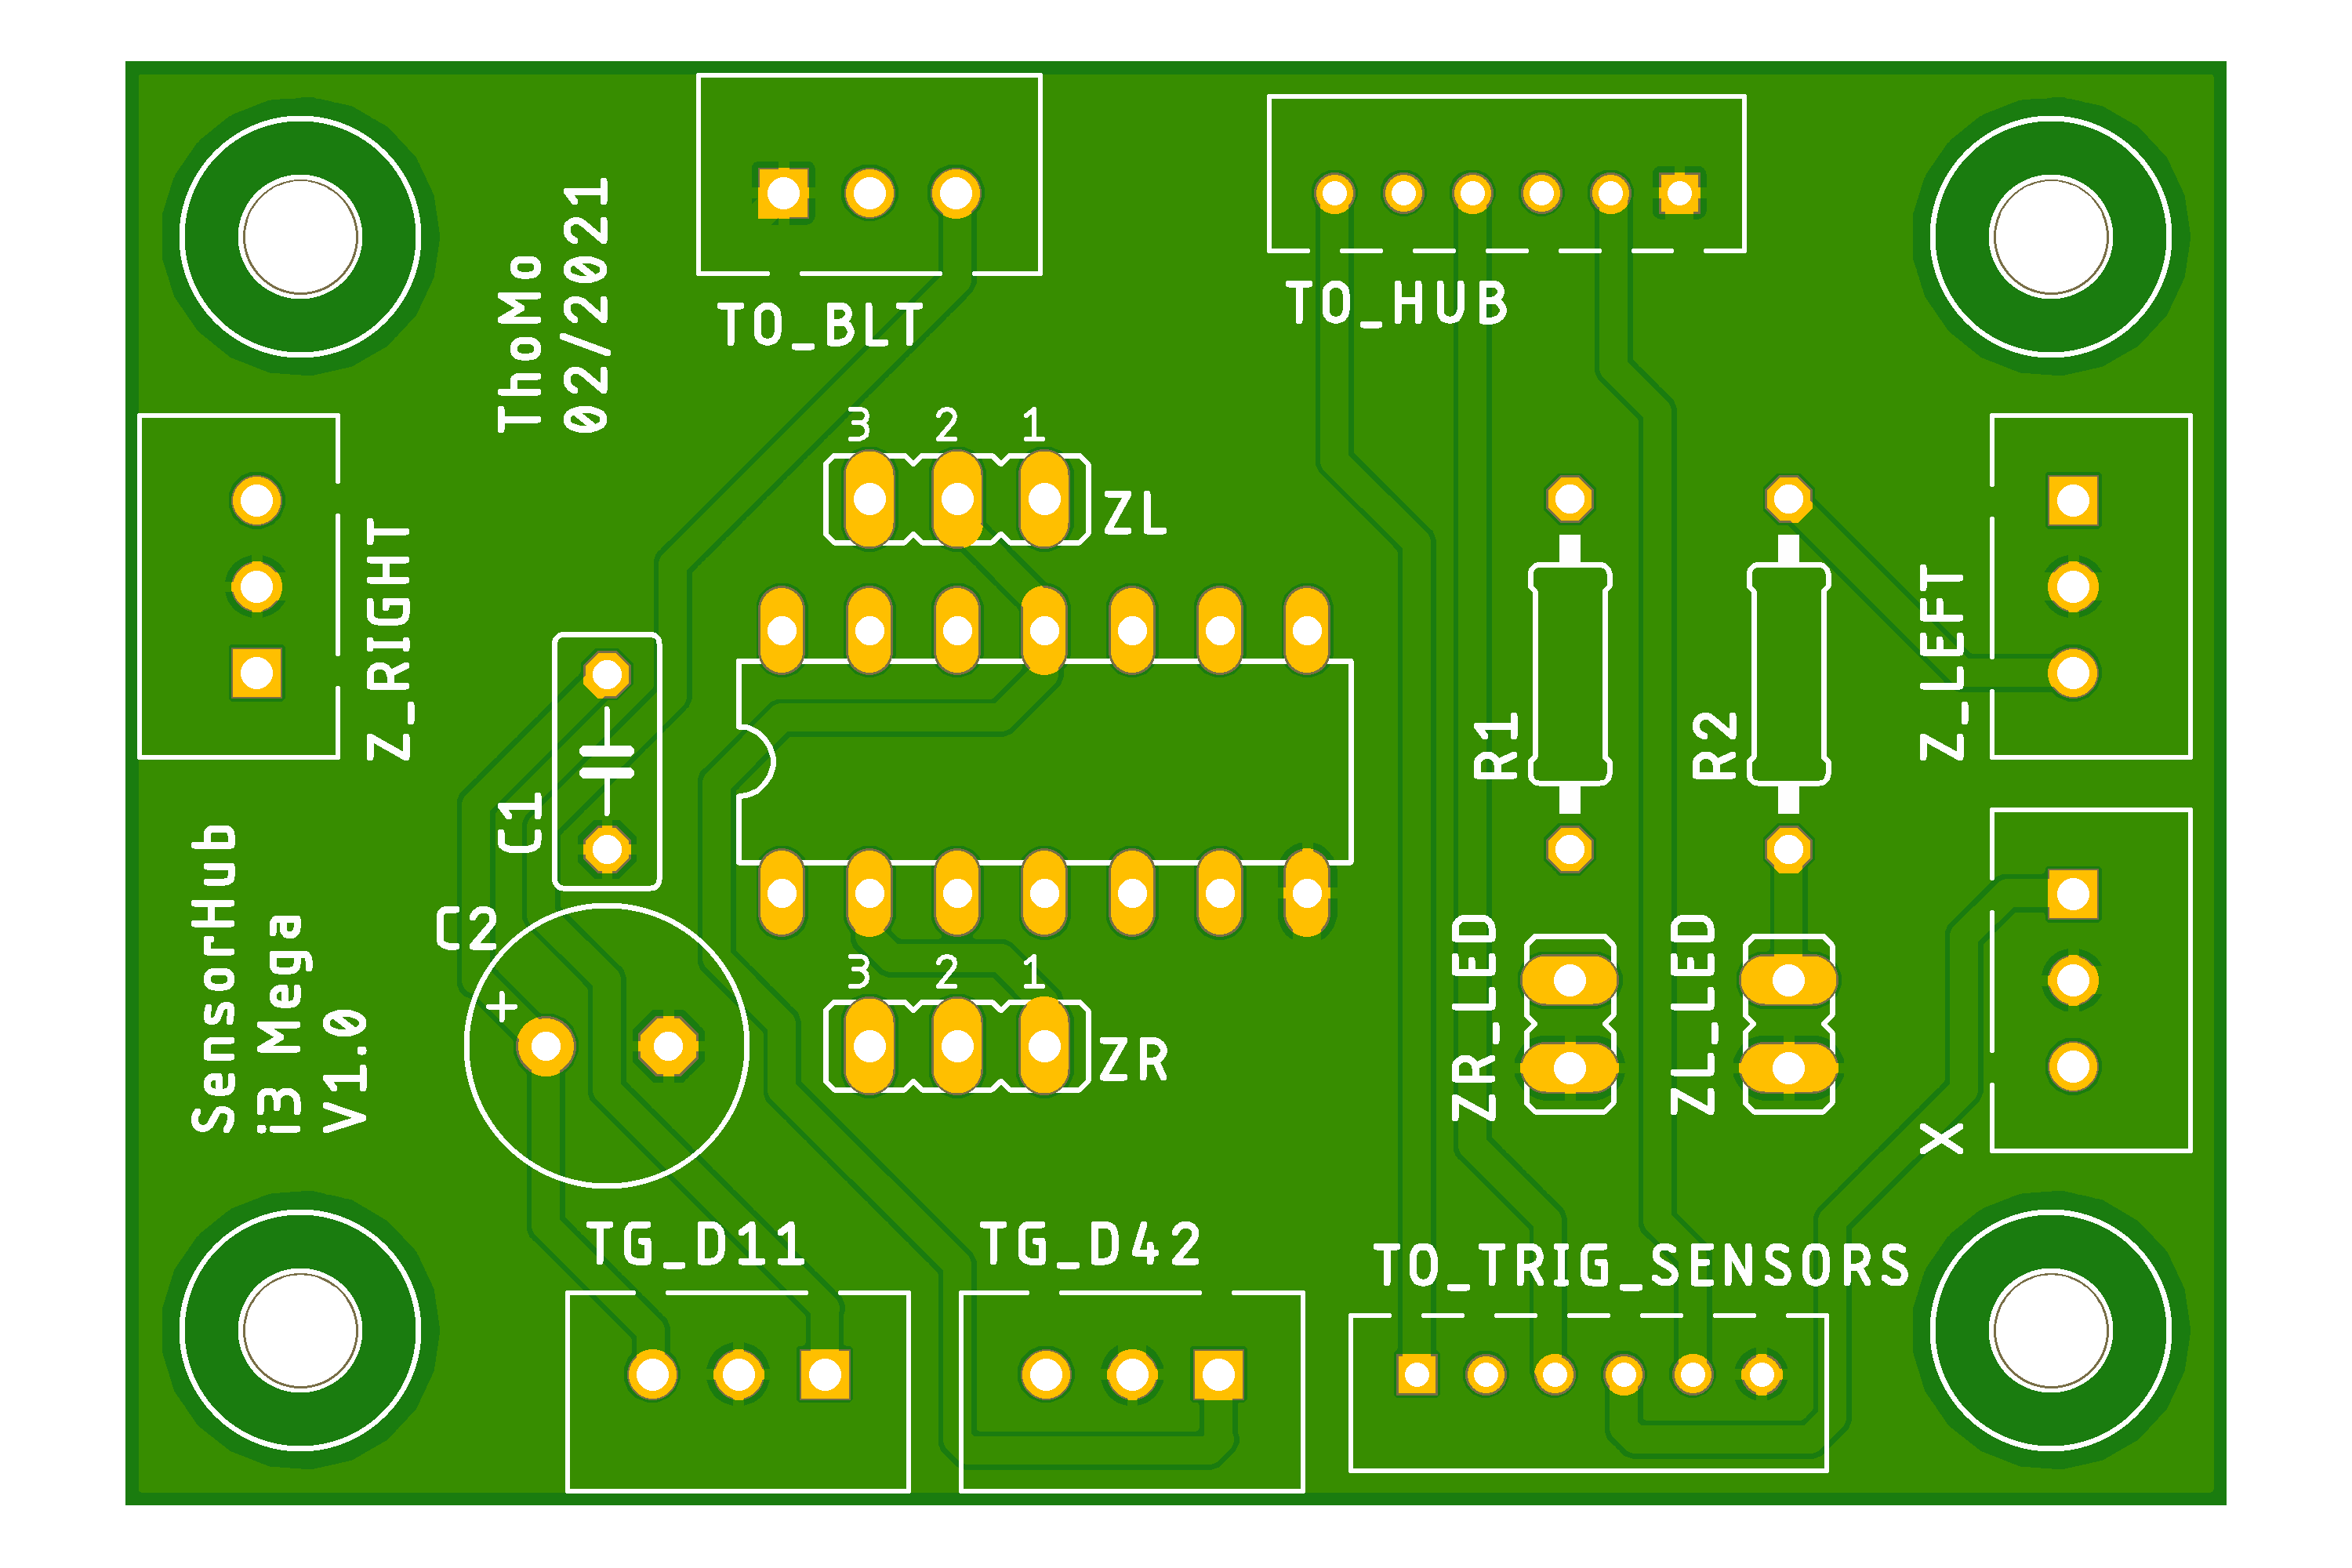 TO_BLT
TO_HUB
ThoMo
02/2021
3 2 1
ZL
Z_RIGHT
Z_LEFT
R1
R2
C1
C2
+
SensorHub
i3 Mega
V1.0
3 2 1
ZR
ZR_LED
ZL_LED
X
TG_D11
TG_D42
TO_TRIG_SENSORS